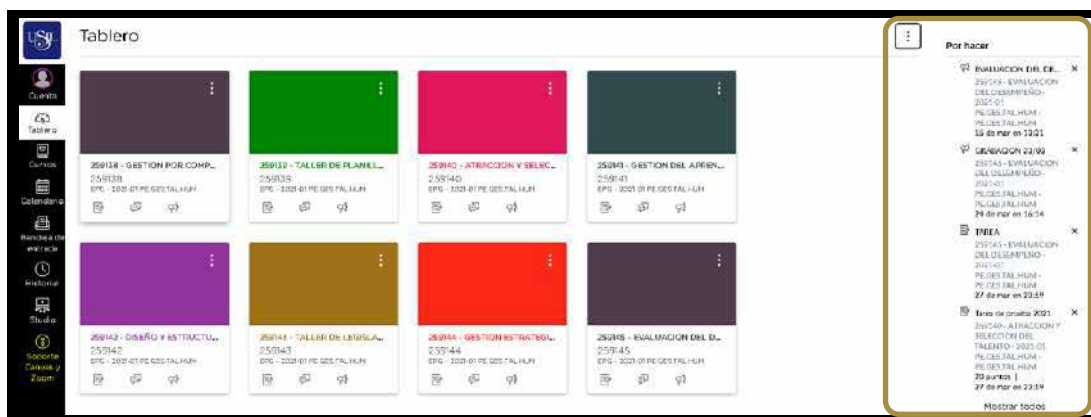 USIL
Tablero
Cuenta
Tablero
Cursos
Calendario
Bandeja de
entrada
Historial
Studio
Soporte
Canvas y
Zoom
259138 - GESTION POR COMP...
259138
EPG - 2021-01 PE.GES.TAL.HUM
259139 - TALLER DE PLANILL...
259139
EPG - 2021-01 PE.GES.TAL.HUM
259140 - ATRACCION Y SELEC...
259140
EPG - 2021-01 PE.GES.TAL.HUM
259141 - GESTION DEL APREN...
259141
EPG - 2021-01 PE.GES.TAL.HUM
259142 - DISEÑO Y ESTRUCTU...
259142
EPG - 2021-01 PE.GES.TAL.HUM
259143 - TALLER DE LEGISLA...
259143
EPG - 2021-01 PE.GES.TAL.HUM
259144 - GESTION ESTRATEGI...
259144
EPG - 2021-01 PE.GES.TAL.HUM
259145 - EVALUACION DEL D...
259145
EPG - 2021-01 PE.GES.TAL.HUM
Por hacer
EVALUACION DEL DE...
259145 - EVALUACION
DEL DESEMPEÑO -
2021-01
PE.GES.TAL.HUM -
PE.GES.TAL.HUM
15 de mar en 13:21
GRABACION 23/03
259145 - EVALUACION
DEL DESEMPEÑO -
2021-01
PE.GES.TAL.HUM -
PE.GES.TAL.HUM
24 de mar en 16:14
TAREA
259145 - EVALUACION
DEL DESEMPEÑO -
2021-01
PE.GES.TAL.HUM -
PE.GES.TAL.HUM
27 de mar en 23:59
Tarea de prueba 2021
259140 - ATRACCION Y
SELECCION DEL
TALENTO - 2021-01
PE.GES.TAL.HUM -
PE.GES.TAL.HUM
20 puntos |
27 de mar en 23:59
Mostrar todos